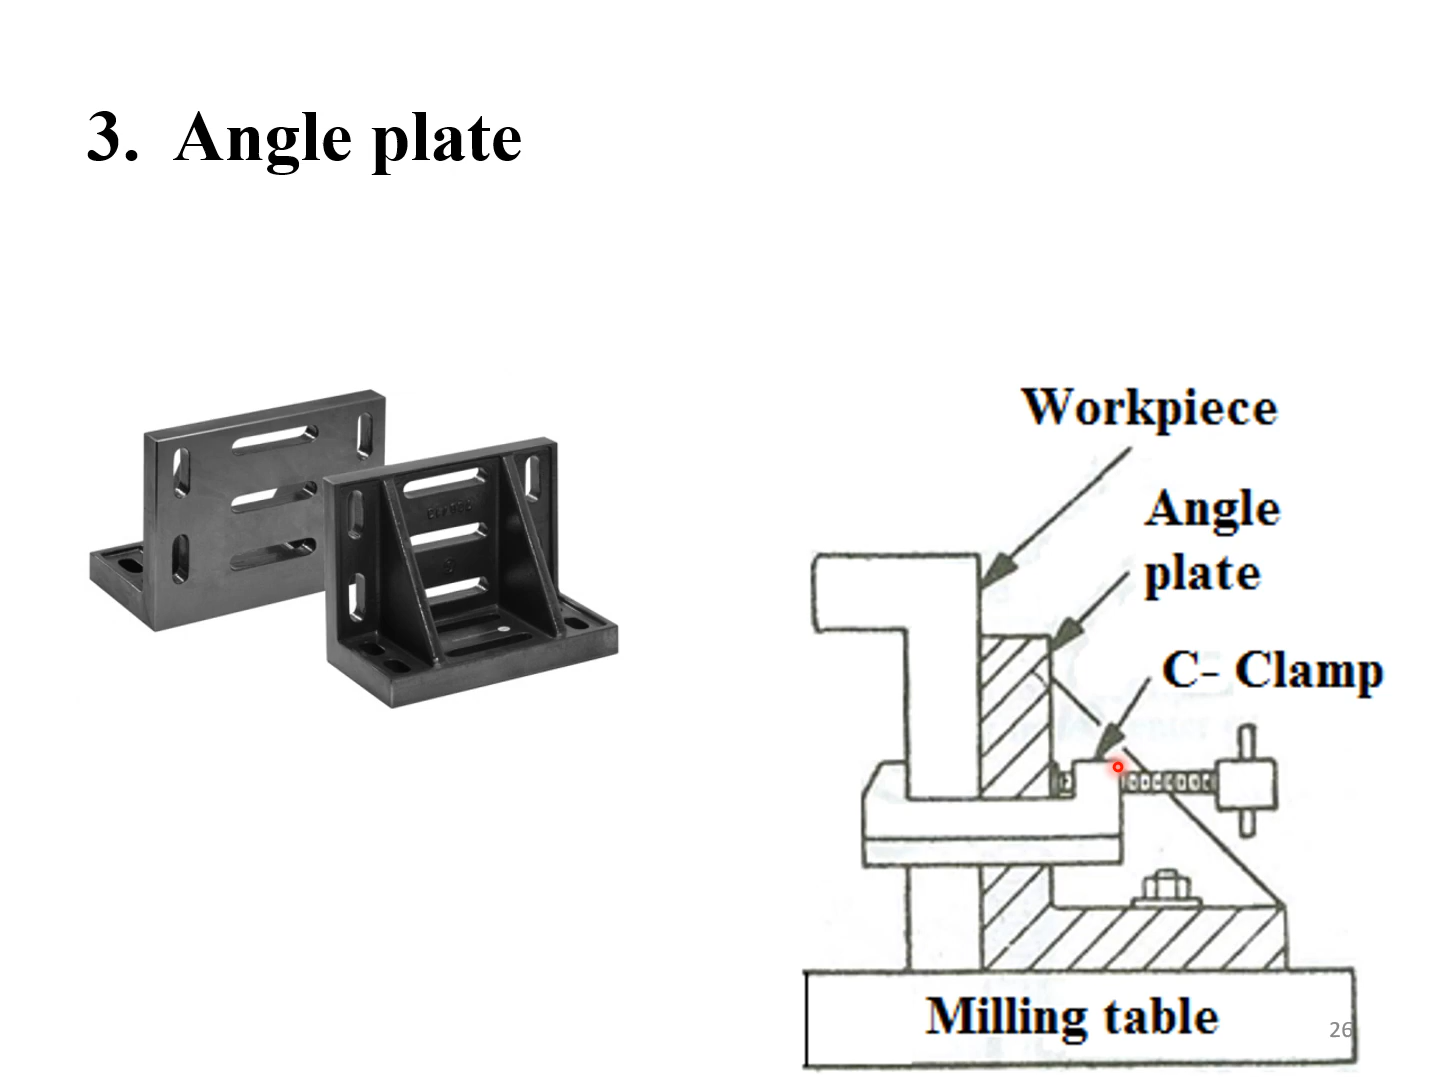 3. Angle plate
Workpiece
Angle
plate
C- Clamp
Milling table
26